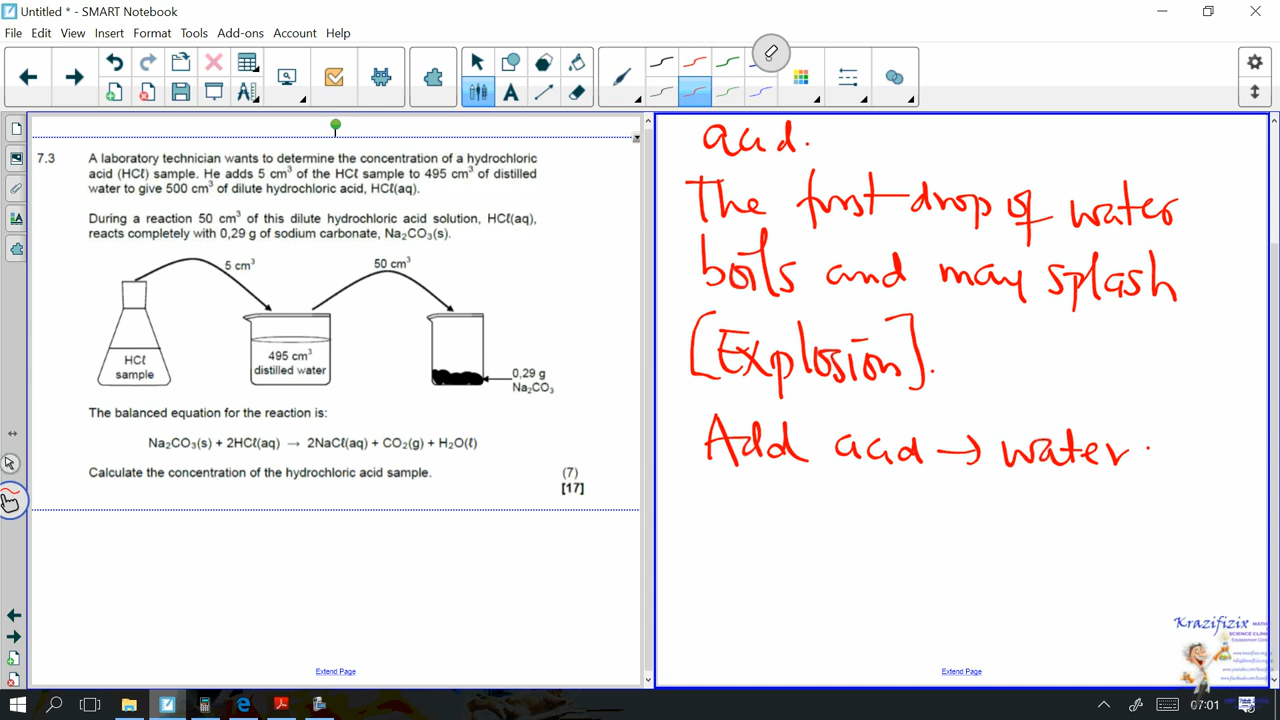 Untitled * - SMART Notebook
File Edit View Insert Format Tools Add-ons Account Help
7.3 A laboratory technician wants to determine the concentration of a hydrochloric
acid (HCℓ) sample. He adds 5 cm³ of the HCℓ sample to 495 cm³ of distilled
water to give 500 cm³ of dilute hydrochloric acid, HCℓ(aq).
During a reaction 50 cm³ of this dilute hydrochloric acid solution, HCℓ(aq),
reacts completely with 0,29 g of sodium carbonate, Na₂CO₃(s).
5 cm³
50 cm³
HCℓ
sample
495 cm³
distilled water
0,29 g
Na₂CO₃
The balanced equation for the reaction is:
Na₂CO₃(s) + 2HCℓ(aq) → 2NaCℓ(aq) + CO₂(g) + H₂O(ℓ)
Calculate the concentration of the hydrochloric acid sample. (7)
[17]
Extend Page
acid.
The first drop of water
boils and may splash
[Explosion].
Add acid → water.
Krazifizix MATH
SCIENCE CLINIC
Extend Page
07:01